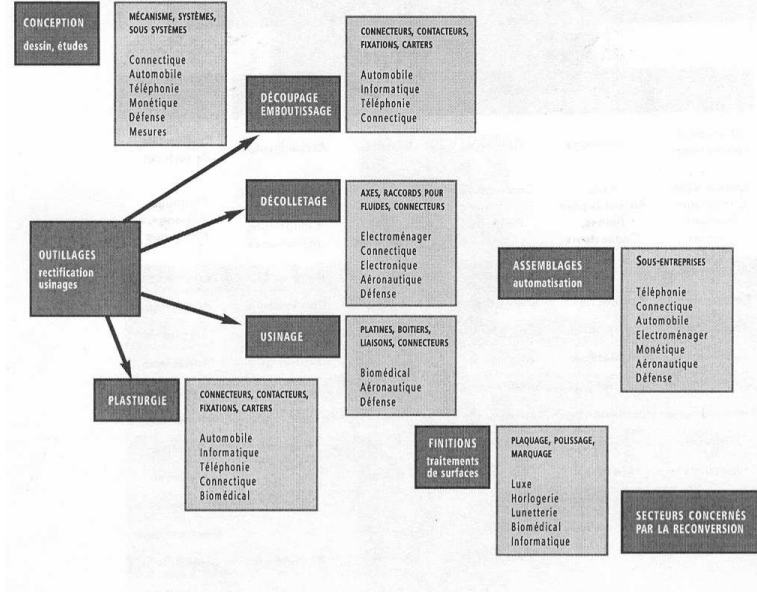 CONCEPTION
dessin, études
MÉCANISME, SYSTÈMES,
SOUS SYSTÈMES
Connectique
Automobile
Téléphonie
Monétique
Défense
Mesures
DÉCOUPAGE
EMBOUTISSAGE
CONNECTEURS, CONTACTEURS,
FIXATIONS, CARTERS
Automobile
Informatique
Téléphonie
Connectique
DÉCOLLETAGE
AXES, RACCORDS POUR
FLUIDES, CONNECTEURS
Electroménager
Connectique
Electronique
Aéronautique
Défense
OUTILLAGES
rectification
usinages
ASSEMBLAGES
automatisation
SOUS-ENTREPRISES
Téléphonie
Connectique
Automobile
Electroménager
Monétique
Aéronautique
Défense
USINAGE
PLATINES, BOITIERS,
LIAISONS, CONNECTEURS
Biomédical
Aéronautique
Défense
PLASTURGIE
CONNECTEURS, CONTACTEURS,
FIXATIONS, CARTERS
Automobile
Informatique
Téléphonie
Connectique
Biomédical
FINITIONS
traitements
de surfaces
PLAQUAGE, POLISSAGE,
MARQUAGE
Luxe
Horlogerie
Lunetterie
Biomédical
Informatique
SECTEURS CONCERNÉS
PAR LA RECONVERSION